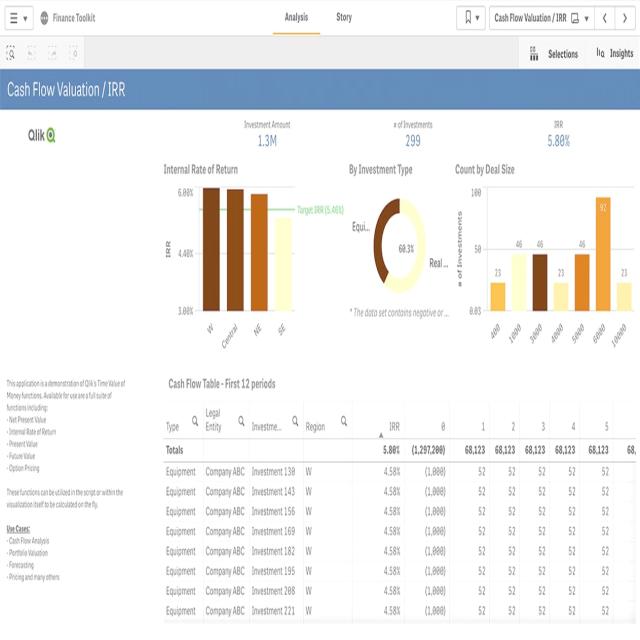 Finance Toolkit
Analysis
Story
Cash Flow Valuation / IRR
Selections
Insights
Cash Flow Valuation / IRR
Qlik
Investment Amount
1.3M
# of Investments
299
IRR
5.80%
Internal Rate of Return
IRR
6.00%
4.40%
3.00%
Target IRR (5.46%)
W
Central
NE
SE
By Investment Type
Equi...
60.3%
Real ...
* The data set contains negative or ...
Count by Deal Size
# of Investments
100
50
0.03
23
46
46
23
46
92
23
400
1000
3000
4000
5000
6000
10000
This application is a demonstration of Qlik's Time Value of
Money functions. Available for use are a full suite of
functions including:
- Net Present Value
- Internal Rate of Return
- Present Value
- Future Value
- Option Pricing
These functions can be utilized in the script or within the
visualization itself to be calculated on the fly.
Use Cases:
- Cash Flow Analysis
- Portfolio Valuation
- Forecasting
- Pricing and many others
Cash Flow Table - First 12 periods
Type Legal Entity Investme... Region IRR 0 1 2 3 4 5
Totals 5.80% (1,297,200) 68,123 68,123 68,123 68,123 68,123 68,
Equipment Company ABC Investment 130 W 4.58% (1,000) 52 52 52 52 52
Equipment Company ABC Investment 143 W 4.58% (1,000) 52 52 52 52 52
Equipment Company ABC Investment 156 W 4.58% (1,000) 52 52 52 52 52
Equipment Company ABC Investment 169 W 4.58% (1,000) 52 52 52 52 52
Equipment Company ABC Investment 182 W 4.58% (1,000) 52 52 52 52 52
Equipment Company ABC Investment 195 W 4.58% (1,000) 52 52 52 52 52
Equipment Company ABC Investment 208 W 4.58% (1,000) 52 52 52 52 52
Equipment Company ABC Investment 221 W 4.58% (1,000) 52 52 52 52 52